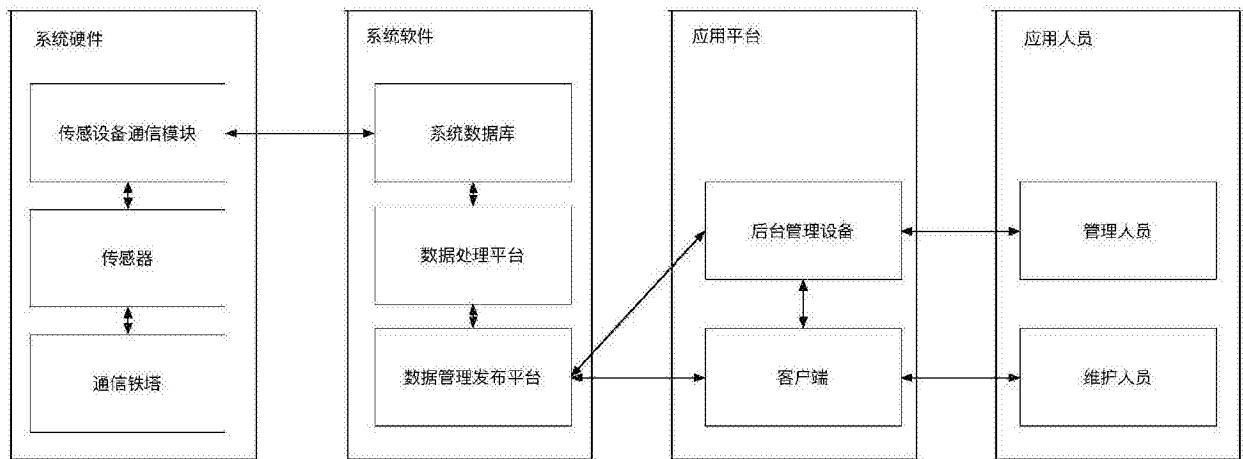 系统硬件
传感设备通信模块
传感器
通信铁塔
系统软件
系统数据库
数据处理平台
数据管理发布平台
应用平台
后台管理设备
客户端
应用人员
管理人员
维护人员